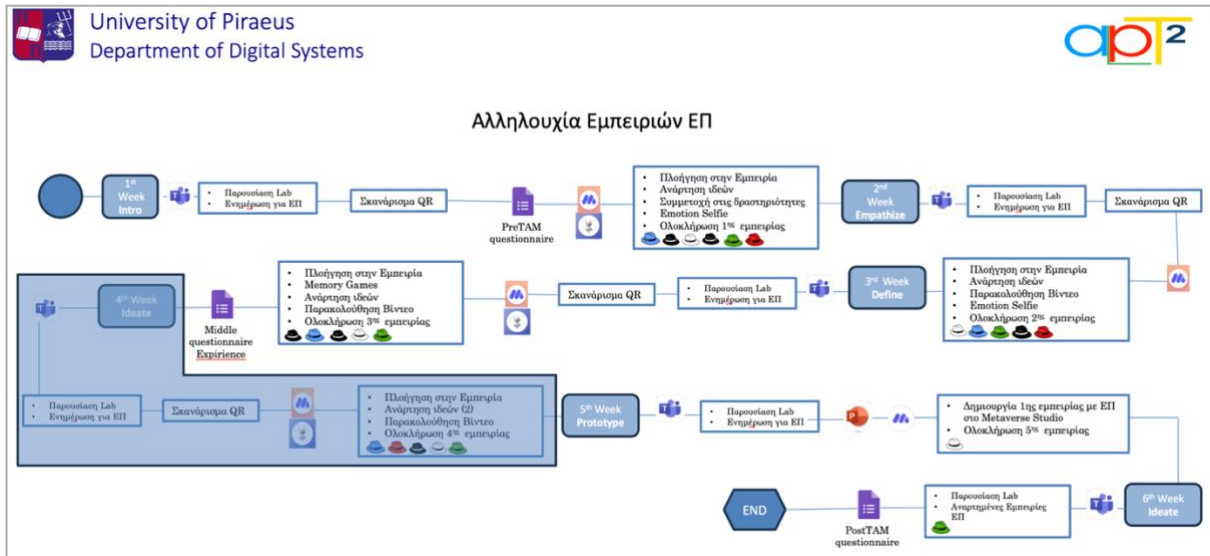 University of Piraeus
Department of Digital Systems
apT2
Αλληλουχία Εμπειριών ΕΠ
1st
Week
Intro
• Παρουσίαση Lab
• Ενημέρωση για ΕΠ
Σκανάρισμα QR
PreTAM
questionnaire
• Πλοήγηση στην Εμπειρία
• Ανάρτηση ιδεών
• Συμμετοχή στις δραστηριότητες
• Emotion Selfie
• Ολοκλήρωση 1ης εμπειρίας
2nd
Week
Empathize
• Παρουσίαση Lab
• Ενημέρωση για ΕΠ
Σκανάρισμα QR
• Πλοήγηση στην Εμπειρία
• Ανάρτηση ιδεών
• Παρακολούθηση Βίντεο
• Emotion Selfie
• Ολοκλήρωση 2ης εμπειρίας
3rd Week
Define
• Παρουσίαση Lab
• Ενημέρωση για ΕΠ
Σκανάρισμα QR
• Πλοήγηση στην Εμπειρία
• Memory Games
• Ανάρτηση ιδεών
• Παρακολούθηση Βίντεο
• Ολοκλήρωση 3ης εμπειρίας
Middle
questionnaire
Expirience
4th Week
Ideate
• Παρουσίαση Lab
• Ενημέρωση για ΕΠ
Σκανάρισμα QR
• Πλοήγηση στην Εμπειρία
• Ανάρτηση ιδεών (2)
• Παρακολούθηση Βίντεο
• Ολοκλήρωση 4ης εμπειρίας
5th Week
Prototype
• Παρουσίαση Lab
• Ενημέρωση για ΕΠ
• Δημιουργία 1ης εμπειρίας με ΕΠ
στο Metaverse Studio
• Ολοκλήρωση 5ης εμπειρίας
6th Week
Ideate
• Παρουσίαση Lab
• Αναρτημένες Εμπειρίες
ΕΠ
PostTAM
questionnaire
END